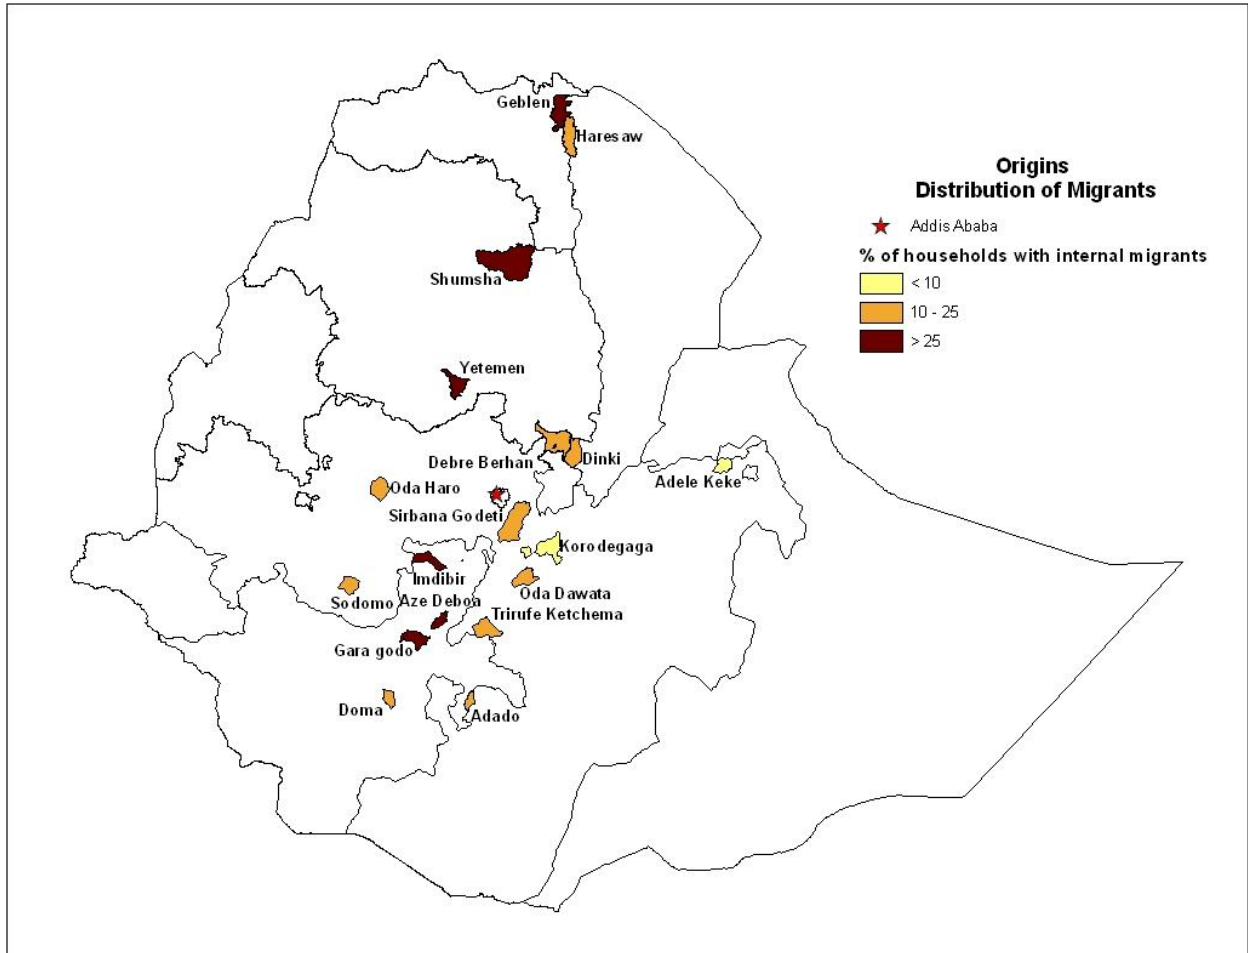 Geblen
Haresaw
Origins
Distribution of Migrants
Addis Ababa
% of households with internal migrants
< 10
10 - 25
> 25
Shumsha
Yetemen
Debre Berhan
Dinki
Adele Keke
Oda Haro
Sirbana Godeti
Korodegaga
Imdibir
Oda Dawata
Sodomo
Aze Deboa
Trirufe Ketchema
Gara godo
Doma
Adado